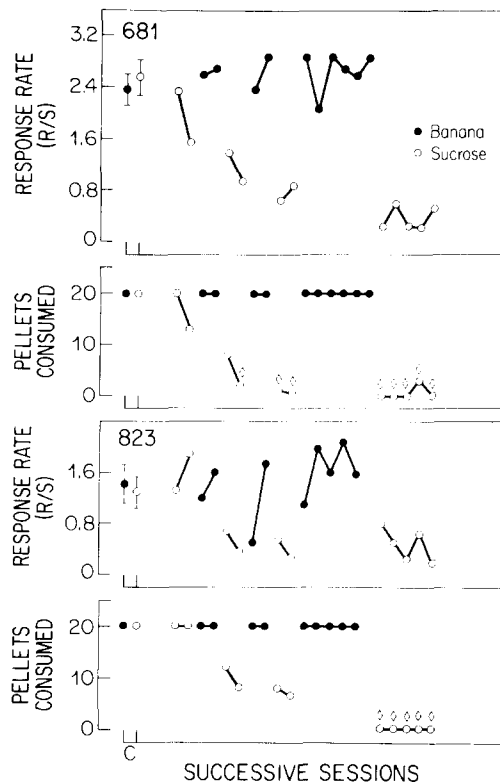 681
3.2
2.4
1.6
0.8
0
RESPONSE RATE
(R/S)
Banana
Sucrose
20
10
0
PELLETS
CONSUMED
823
1.6
0.8
0
RESPONSE RATE
(R/S)
20
10
0
PELLETS
CONSUMED
C
SUCCESSIVE SESSIONS